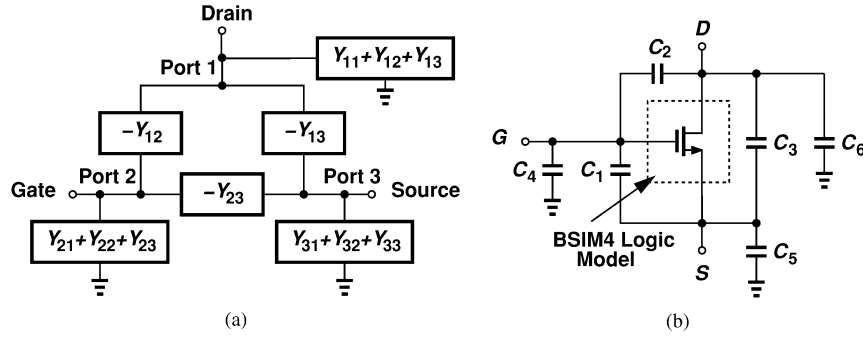 Drain
Port 1
Y11+Y12+Y13
−Y12
−Y13
Port 2
Port 3
Gate
−Y23
Source
Y21+Y22+Y23
Y31+Y32+Y33
(a)
D
C2
G
C4
C1
C3
C6
BSIM4 Logic
Model
C5
S
(b)